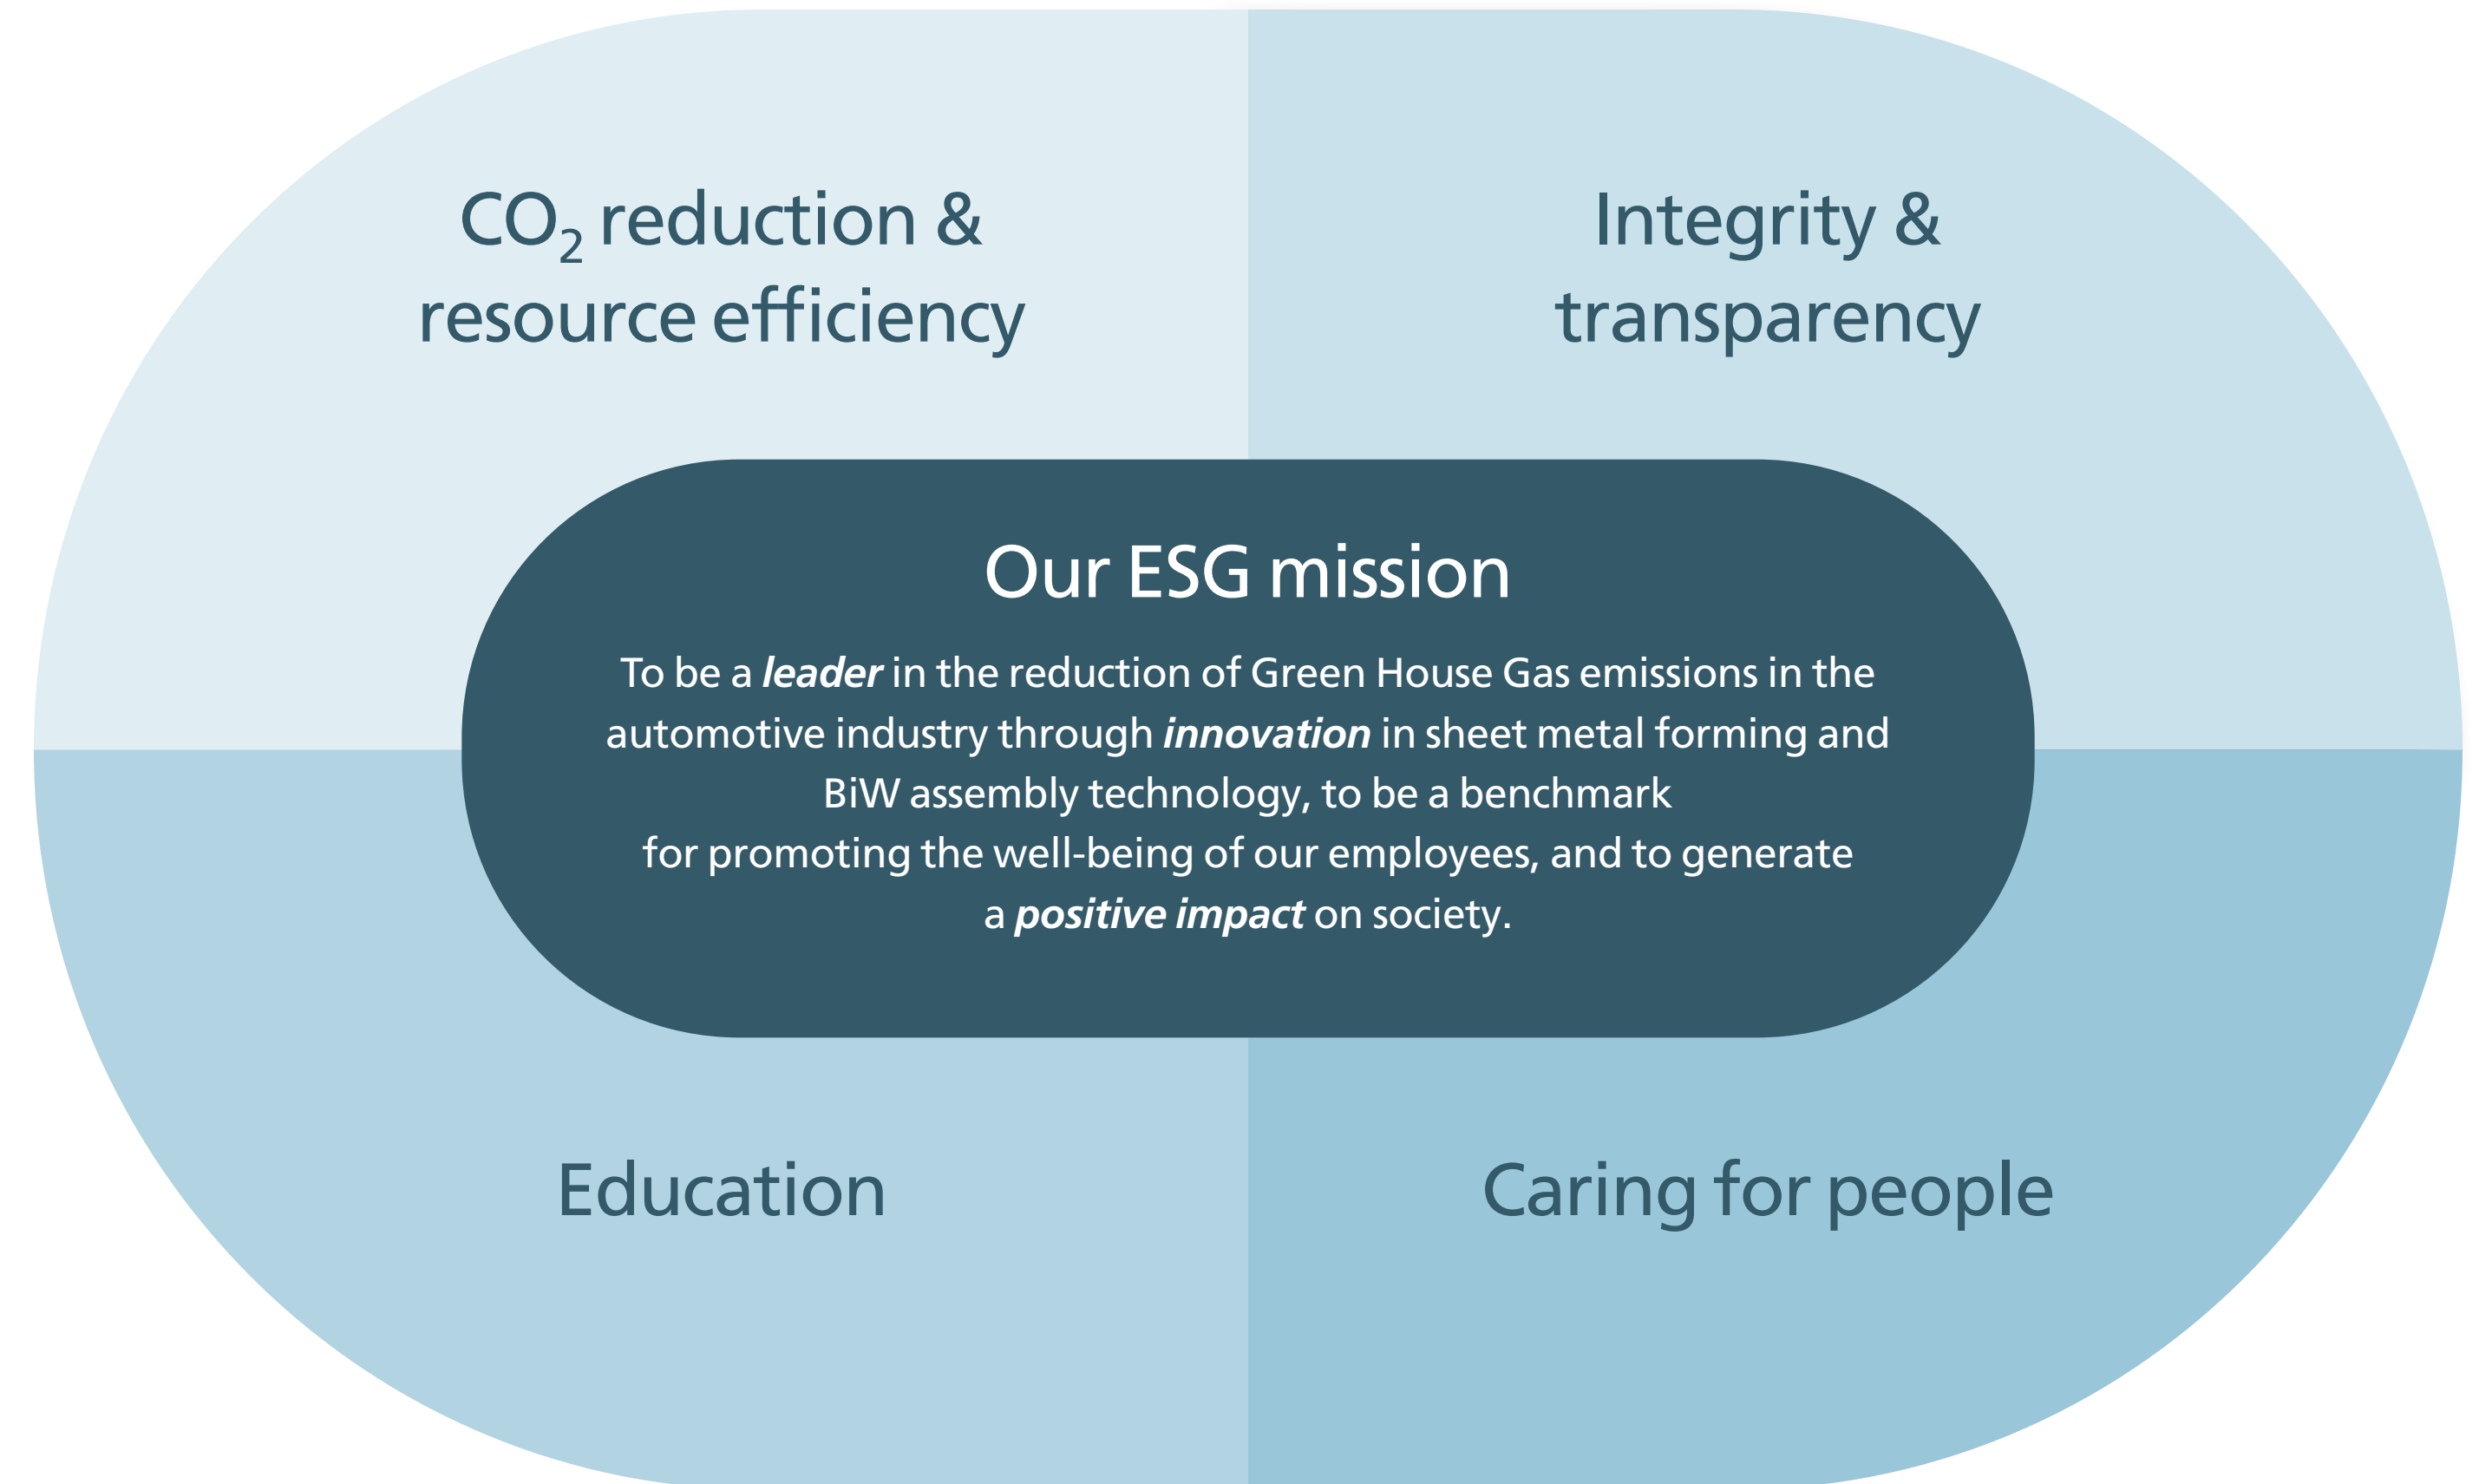 CO₂ reduction &
resource efficiency
Integrity &
transparency
Our ESG mission
To be a leader in the reduction of Green House Gas emissions in the
automotive industry through innovation in sheet metal forming and
BiW assembly technology, to be a benchmark
for promoting the well-being of our employees, and to generate
a positive impact on society.
Education
Caring for people